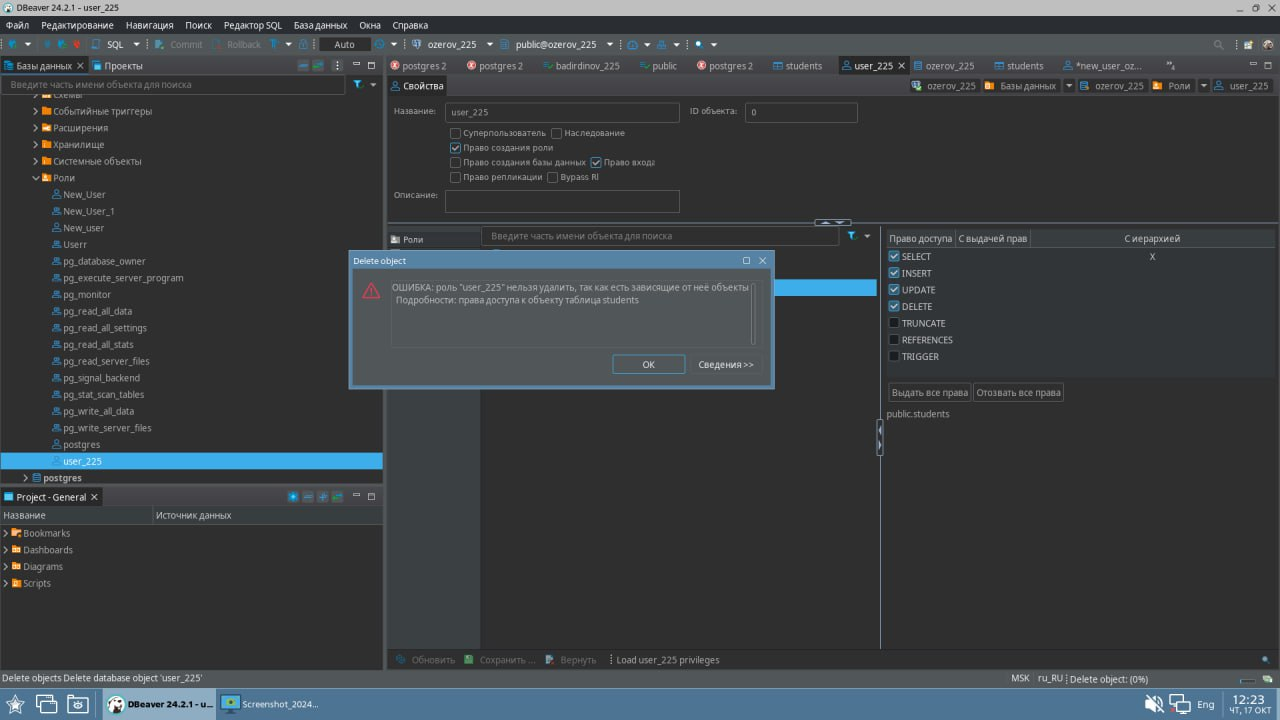 DBeaver 24.2.1 - user_225
Файл Редактирование Навигация Поиск Редактор SQL База данных Окна Справка
SQL Commit Rollback Auto ozerov_225 public@ozerov_225
Базы данных Проекты
Введите часть имени объекта для поиска
Схемы
Событийные триггеры
Расширения
Хранилище
Системные объекты
Роли
New_User
New_User_1
New_user
Userr
pg_database_owner
pg_execute_server_program
pg_monitor
pg_read_all_data
pg_read_all_settings
pg_read_all_stats
pg_read_server_files
pg_signal_backend
pg_stat_scan_tables
pg_write_all_data
pg_write_server_files
postgres
user_225
postgres
Project - General
Название Источник данных
Bookmarks
Dashboards
Diagrams
Scripts
postgres 2 postgres 2 badirdinov_225 public postgres 2 students user_225 ozerov_225 students *new_user_oz...
Свойства ozerov_225 Базы данных ozerov_225 Роли user_225
Название: user_225 ID объекта: 0
Суперпользователь Наследование
Право создания роли
Право создания базы данных Право входа
Право репликации Bypass Rl
Описание:
Роли Введите часть имени объекта для поиска
Delete object
ОШИБКА: роль "user_225" нельзя удалить, так как есть зависящие от неё объекты
Подробности: права доступа к объекту таблица students
ОК Сведения >>
Право доступа С выдачей прав С иерархией
SELECT X
INSERT
UPDATE
DELETE
TRUNCATE
REFERENCES
TRIGGER
Выдать все права Отозвать все права
public.students
Обновить Сохранить ... Вернуть Load user_225 privileges
Delete objects Delete database object 'user_225' MSK ru_RU Delete object: (0%)
DBeaver 24.2.1 - u... Screenshot_2024... Eng 12:23
ЧТ, 17 ОКТ